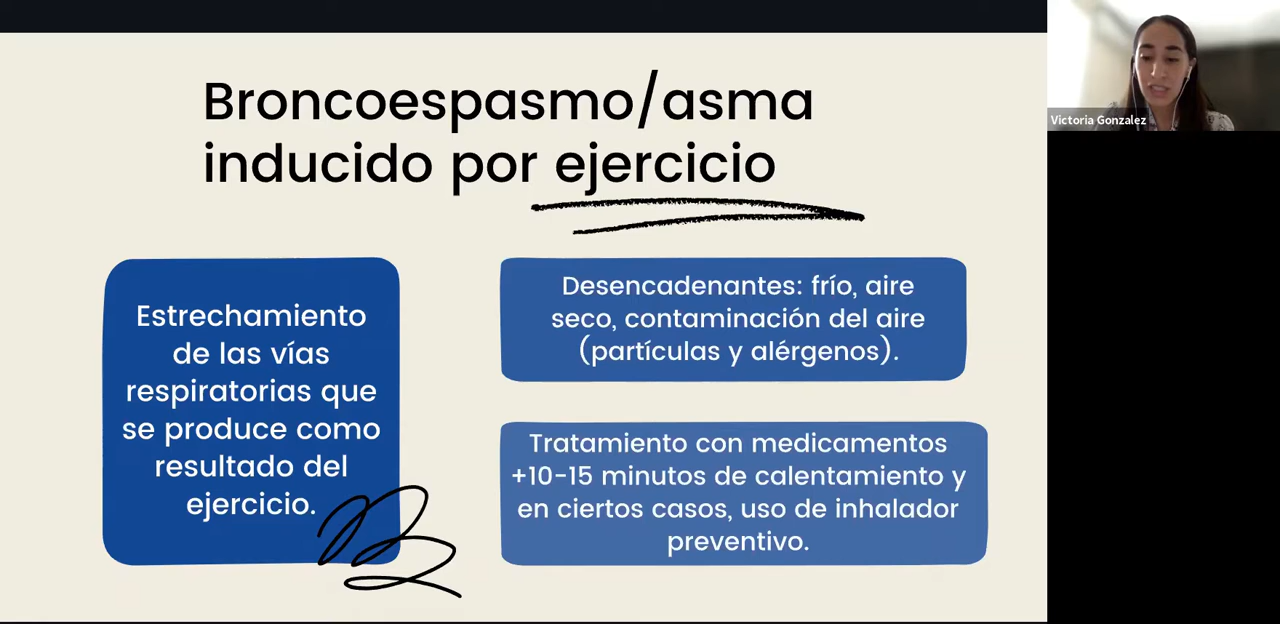 Broncoespasmo/asma
inducido por ejercicio
Estrechamiento
de las vías
respiratorias que
se produce como
resultado del
ejercicio.
Desencadenantes: frío, aire
seco, contaminación del aire
(partículas y alérgenos).
Tratamiento con medicamentos
+10-15 minutos de calentamiento y
en ciertos casos, uso de inhalador
preventivo.
Victoria Gonzalez